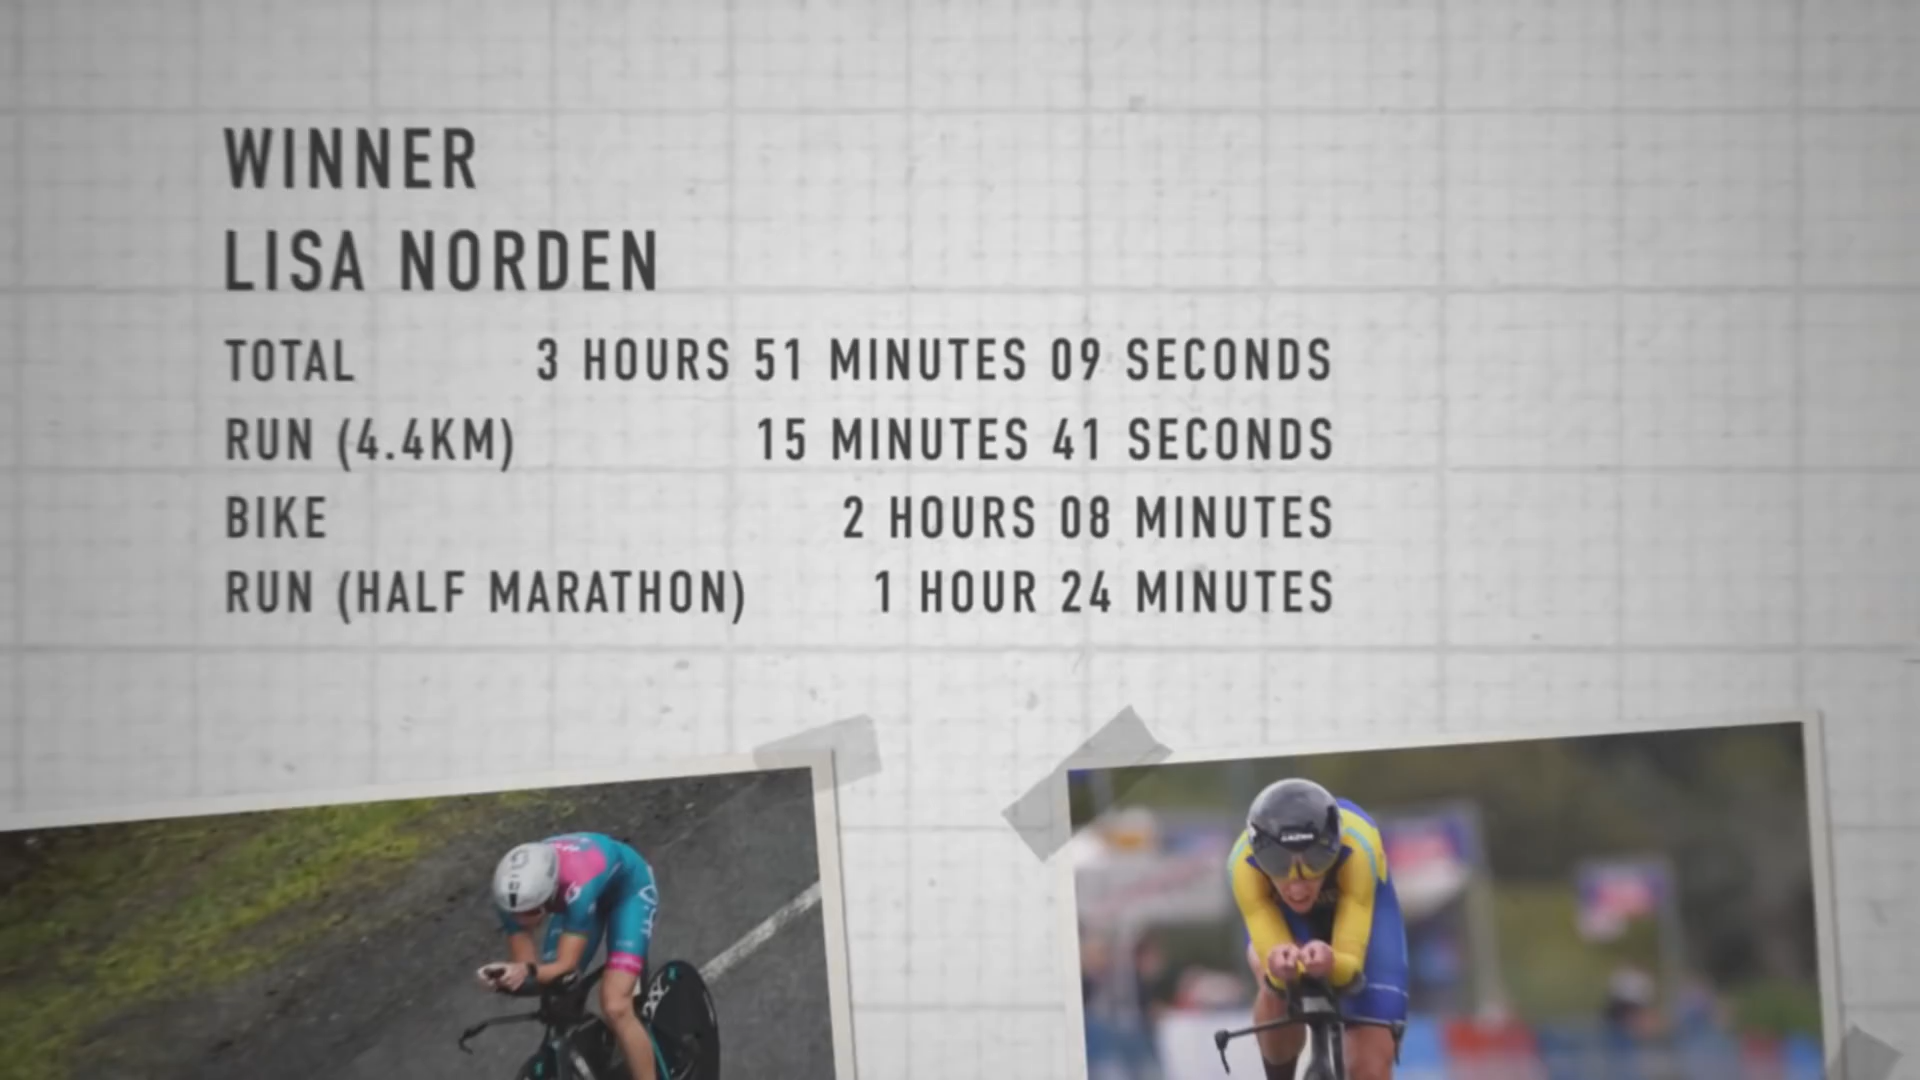 WINNER
LISA NORDEN
TOTAL 3 HOURS 51 MINUTES 09 SECONDS
RUN (4.4KM) 15 MINUTES 41 SECONDS
BIKE 2 HOURS 08 MINUTES
RUN (HALF MARATHON) 1 HOUR 24 MINUTES